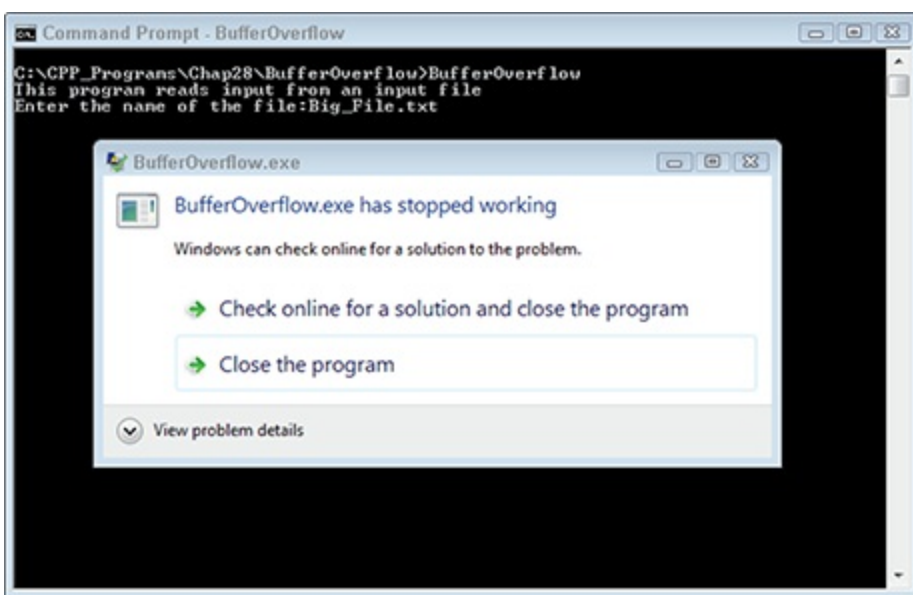 Command Prompt - BufferOverflow
C:\CPP_Programs\Chap28\BufferOverflow>BufferOverflow
This program reads input from an input file
Enter the name of the file:Big_File.txt
BufferOverflow.exe
BufferOverflow.exe has stopped working
Windows can check online for a solution to the problem.
Check online for a solution and close the program
Close the program
View problem details